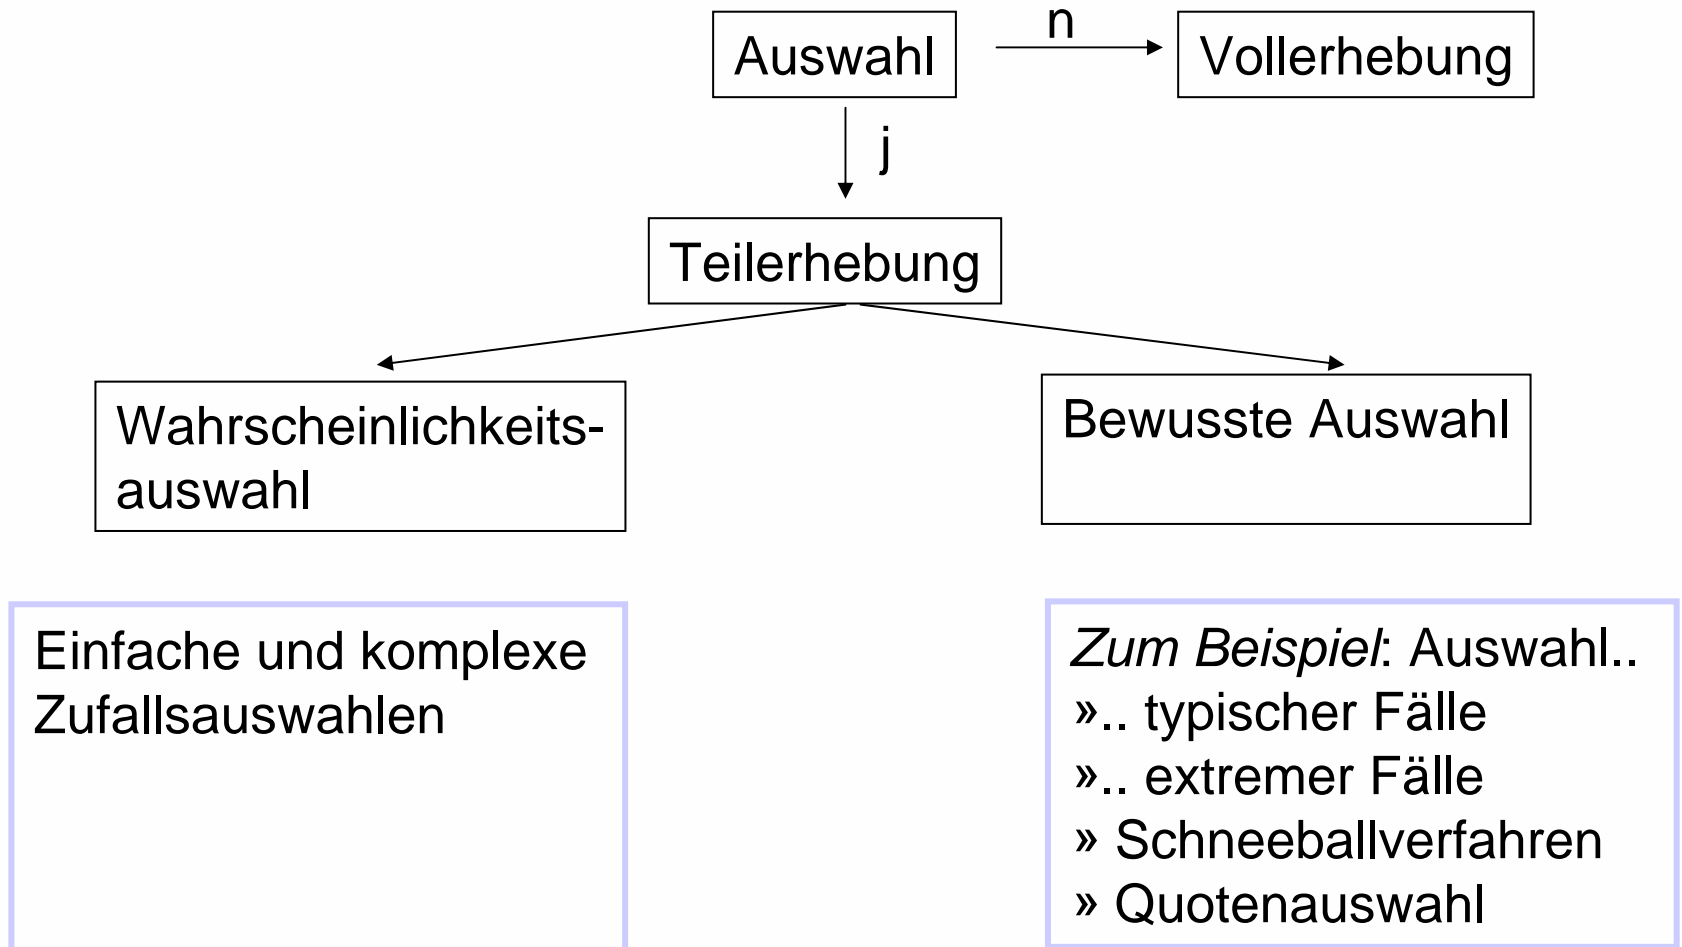 Auswahl
n
Vollerhebung
j
Teilerhebung
Wahrscheinlichkeits-
auswahl
Bewusste Auswahl
Einfache und komplexe
Zufallsauswahlen
Zum Beispiel: Auswahl..
».. typischer Fälle
».. extremer Fälle
» Schneeballverfahren
» Quotenauswahl